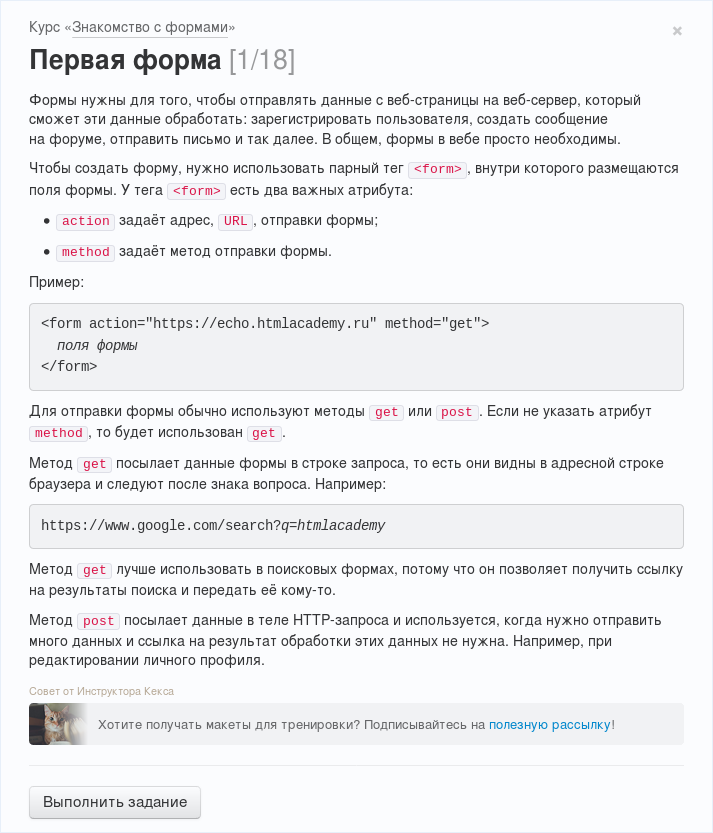 Курс «Знакомство с формами»
×
Первая форма [1/18]
Формы нужны для того, чтобы отправлять данные с веб-страницы на веб-сервер, который
сможет эти данные обработать: зарегистрировать пользователя, создать сообщение
на форуме, отправить письмо и так далее. В общем, формы в вебе просто необходимы.
Чтобы создать форму, нужно использовать парный тег <form>, внутри которого размещаются
поля формы. У тега <form> есть два важных атрибута:
• action задаёт адрес, URL, отправки формы;
• method задаёт метод отправки формы.
Пример:
<form action="https://echo.htmlacademy.ru" method="get">
поля формы
</form>
Для отправки формы обычно используют методы get или post. Если не указать атрибут
method, то будет использован get.
Метод get посылает данные формы в строке запроса, то есть они видны в адресной строке
браузера и следуют после знака вопроса. Например:
https://www.google.com/search?q=htmlacademy
Метод get лучше использовать в поисковых формах, потому что он позволяет получить ссылку
на результаты поиска и передать её кому-то.
Метод post посылает данные в теле HTTP-запроса и используется, когда нужно отправить
много данных и ссылка на результат обработки этих данных не нужна. Например, при
редактировании личного профиля.
Совет от Инструктора Кекса
Хотите получать макеты для тренировки? Подписывайтесь на полезную рассылку!
Выполнить задание